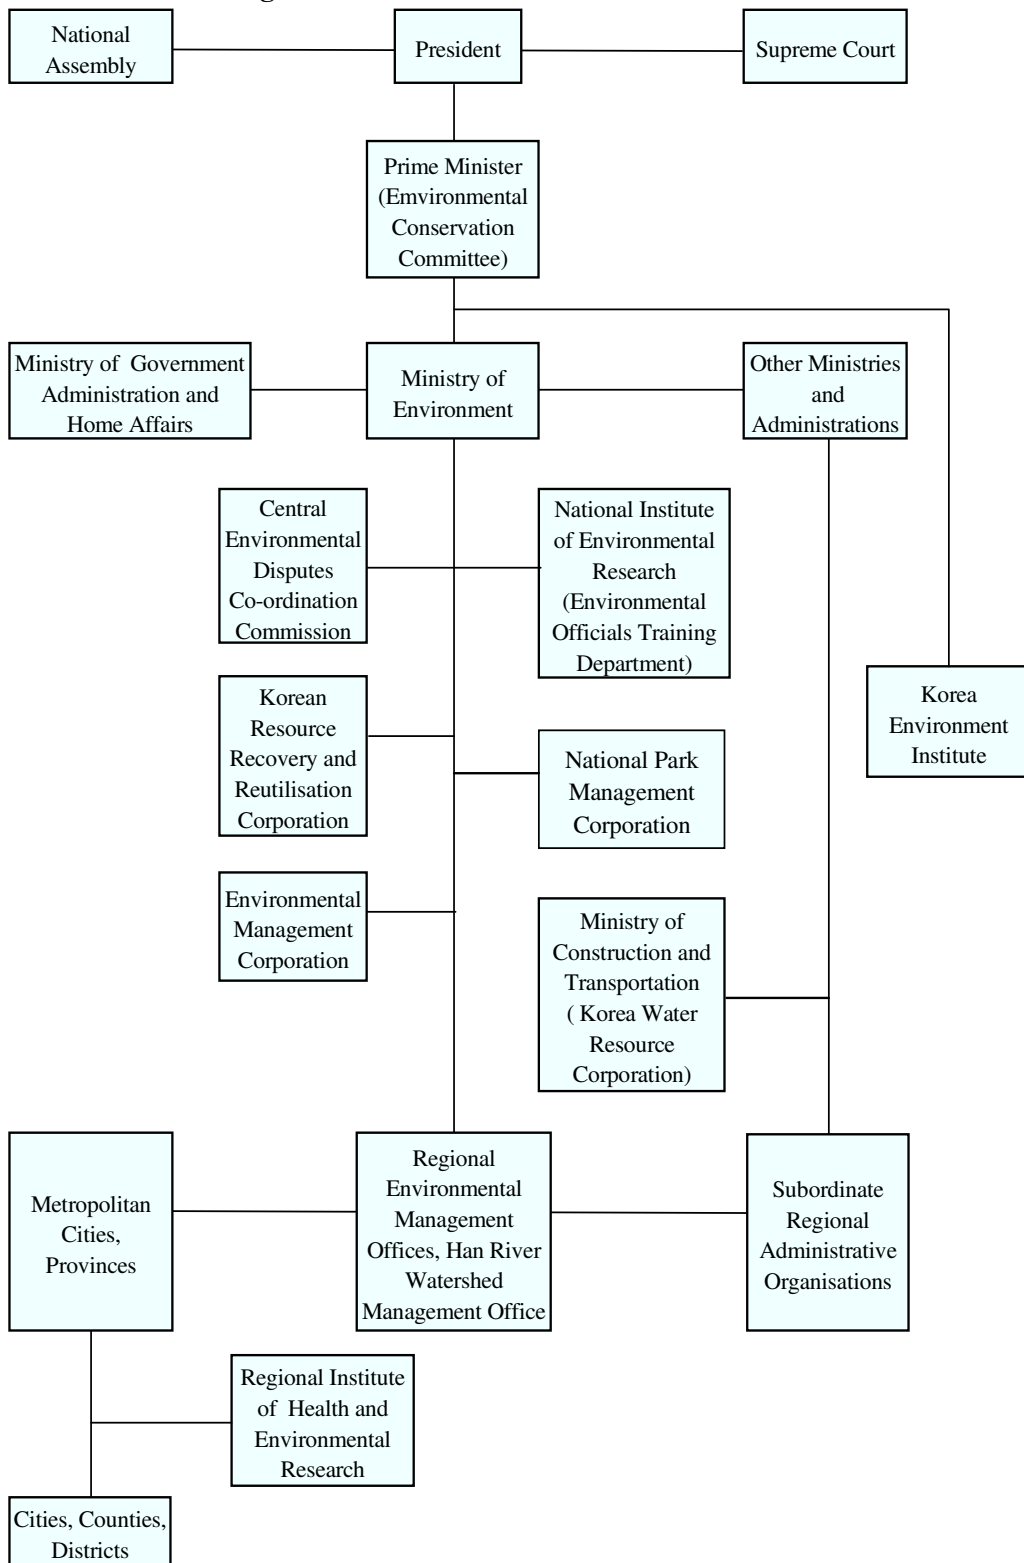 National
Assembly
President
Supreme Court
Prime Minister
(Emvironmental
Conservation
Committee)
Ministry of Government
Administration and
Home Affairs
Ministry of
Environment
Other Ministries
and
Administrations
Central
Environmental
Disputes
Co-ordination
Commission
National Institute
of Environmental
Research
(Environmental
Officials Training
Department)
Korean
Resource
Recovery and
Reutilisation
Corporation
Korea
Environment
Institute
National Park
Management
Corporation
Environmental
Management
Corporation
Ministry of
Construction and
Transportation
( Korea Water
Resource
Corporation)
Metropolitan
Cities,
Provinces
Regional
Environmental
Management
Offices, Han River
Watershed
Management Office
Subordinate
Regional
Administrative
Organisations
Regional Institute
of Health and
Environmental
Research
Cities, Counties,
Districts